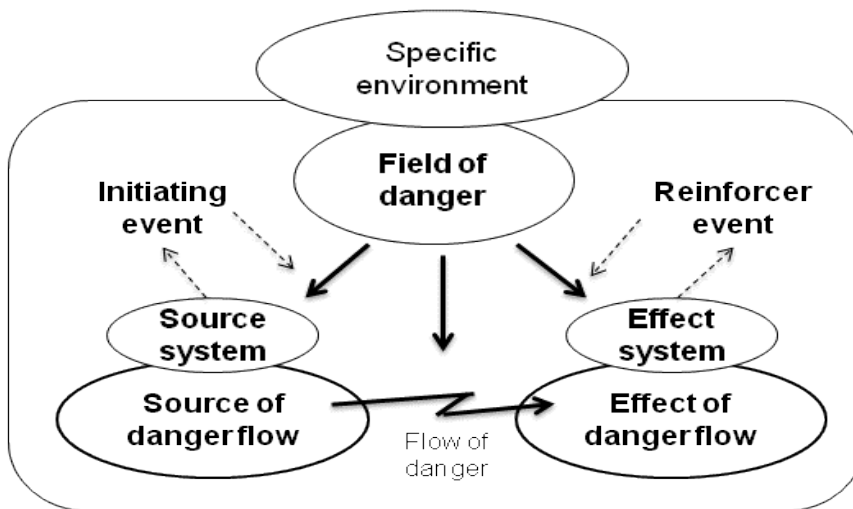 Specific
environment
Field of
danger
Initiating
event
Reinforcer
event
Source
system
Effect
system
Source of
danger flow
Effect of
danger flow
Flow of
danger